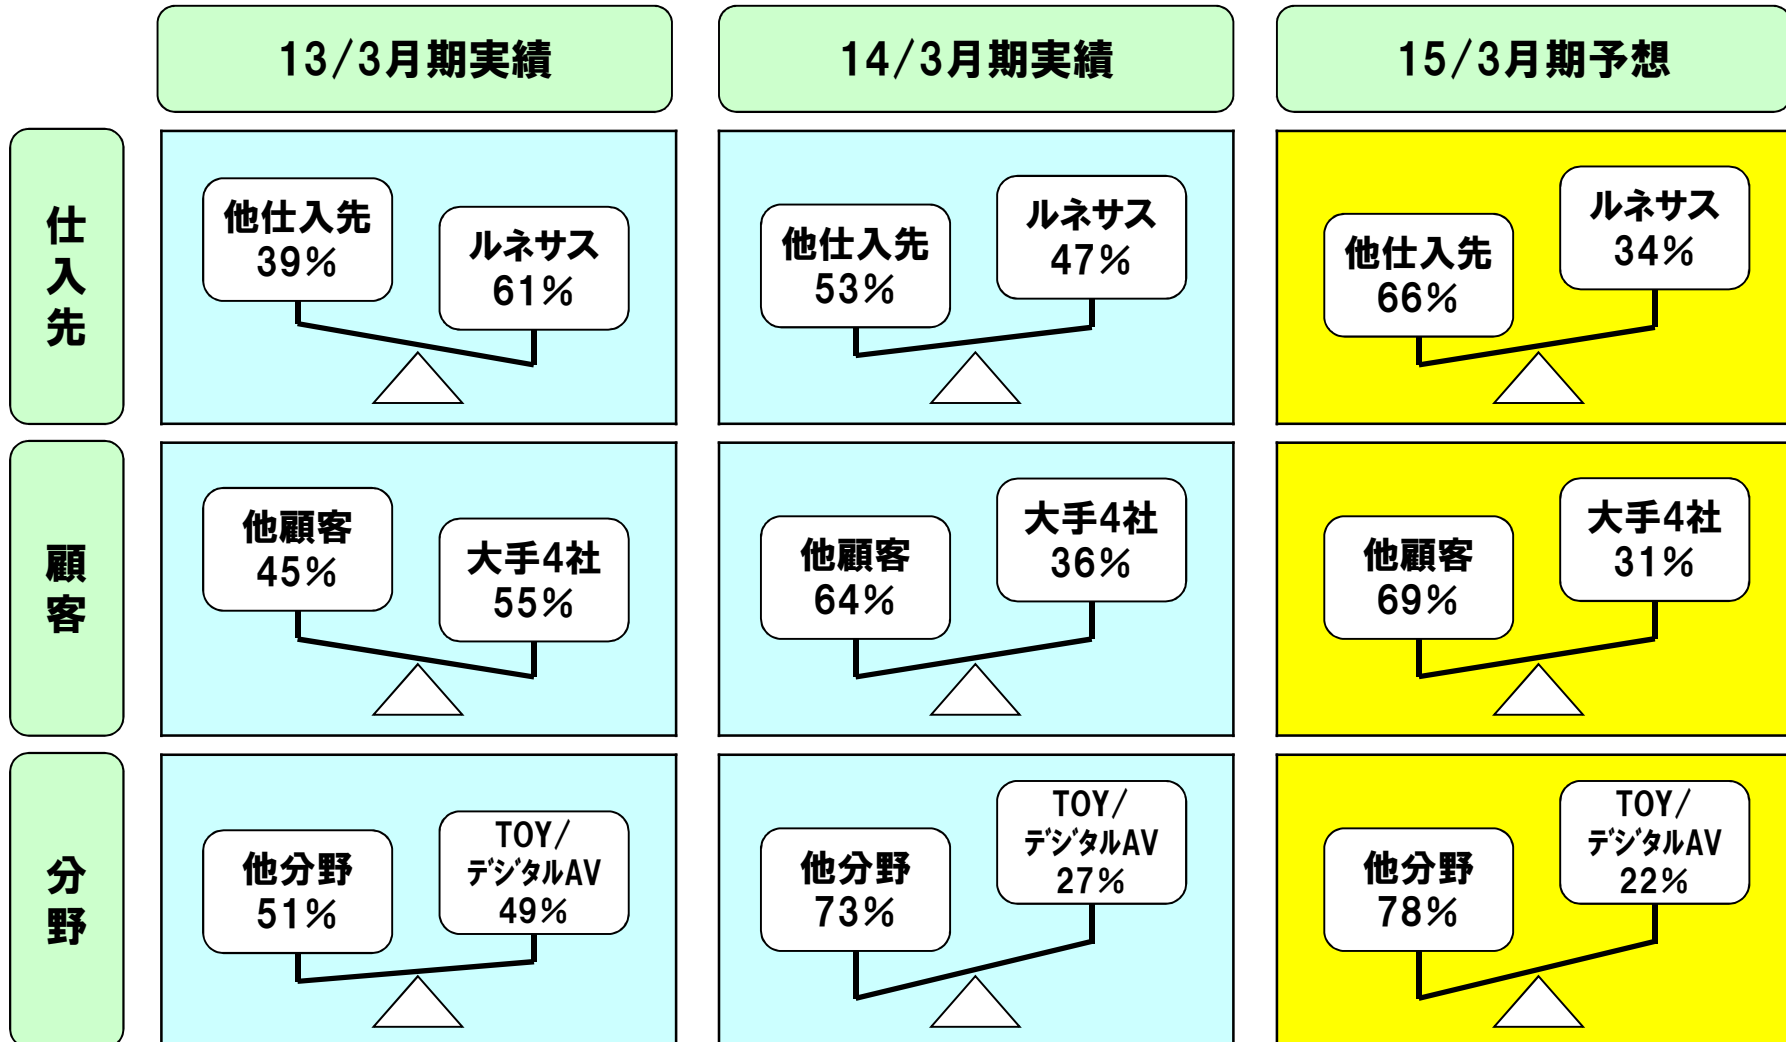 13/3月期実績
14/3月期実績
15/3月期予想
仕入先
他仕入先
39%
ルネサス
61%
他仕入先
53%
ルネサス
47%
他仕入先
66%
ルネサス
34%
顧客
他顧客
45%
大手4社
55%
他顧客
64%
大手4社
36%
他顧客
69%
大手4社
31%
分野
他分野
51%
TOY/
デジタルAV
49%
他分野
73%
TOY/
デジタルAV
27%
他分野
78%
TOY/
デジタルAV
22%